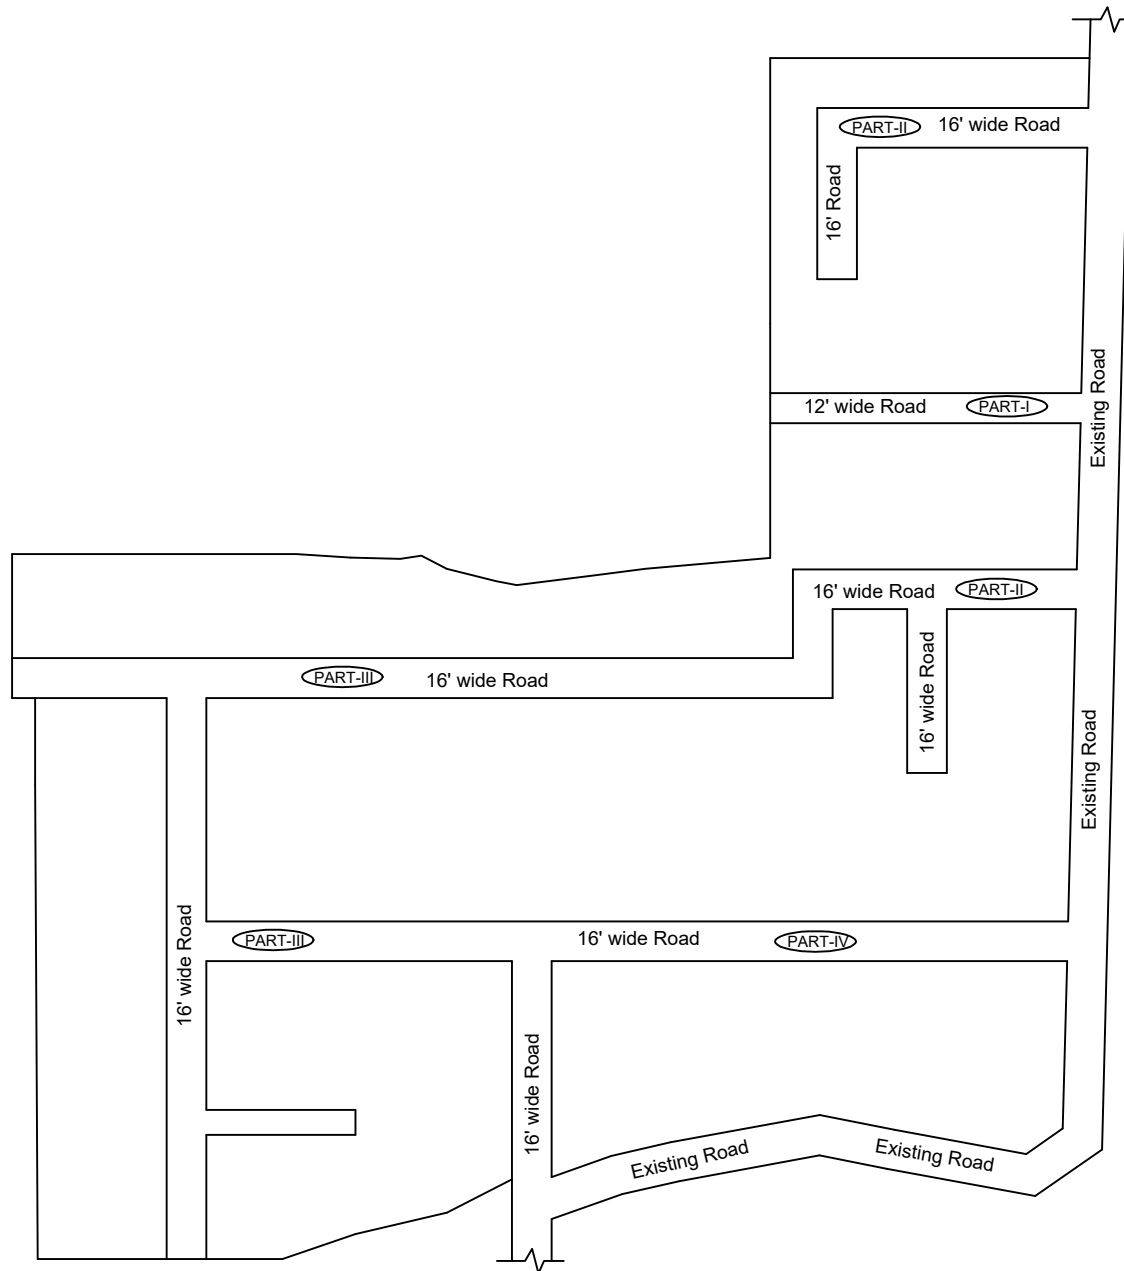 PART-II 16' wide Road
16' Road
12' wide Road PART-I
Existing Road
16' wide Road PART-II
16' wide Road
PART-III 16' wide Road
Existing Road
16' wide Road
PART-III 16' wide Road PART-IV
16' wide Road
Existing Road
Existing Road